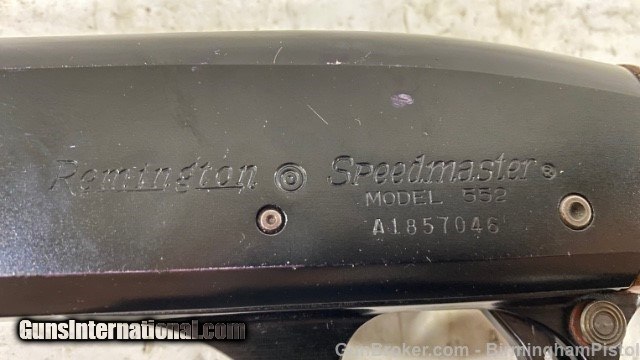 Remington Speedmaster®
MODEL 552
A1857046
GunsInternational.com
GunBroker.com - BirminghamPisto